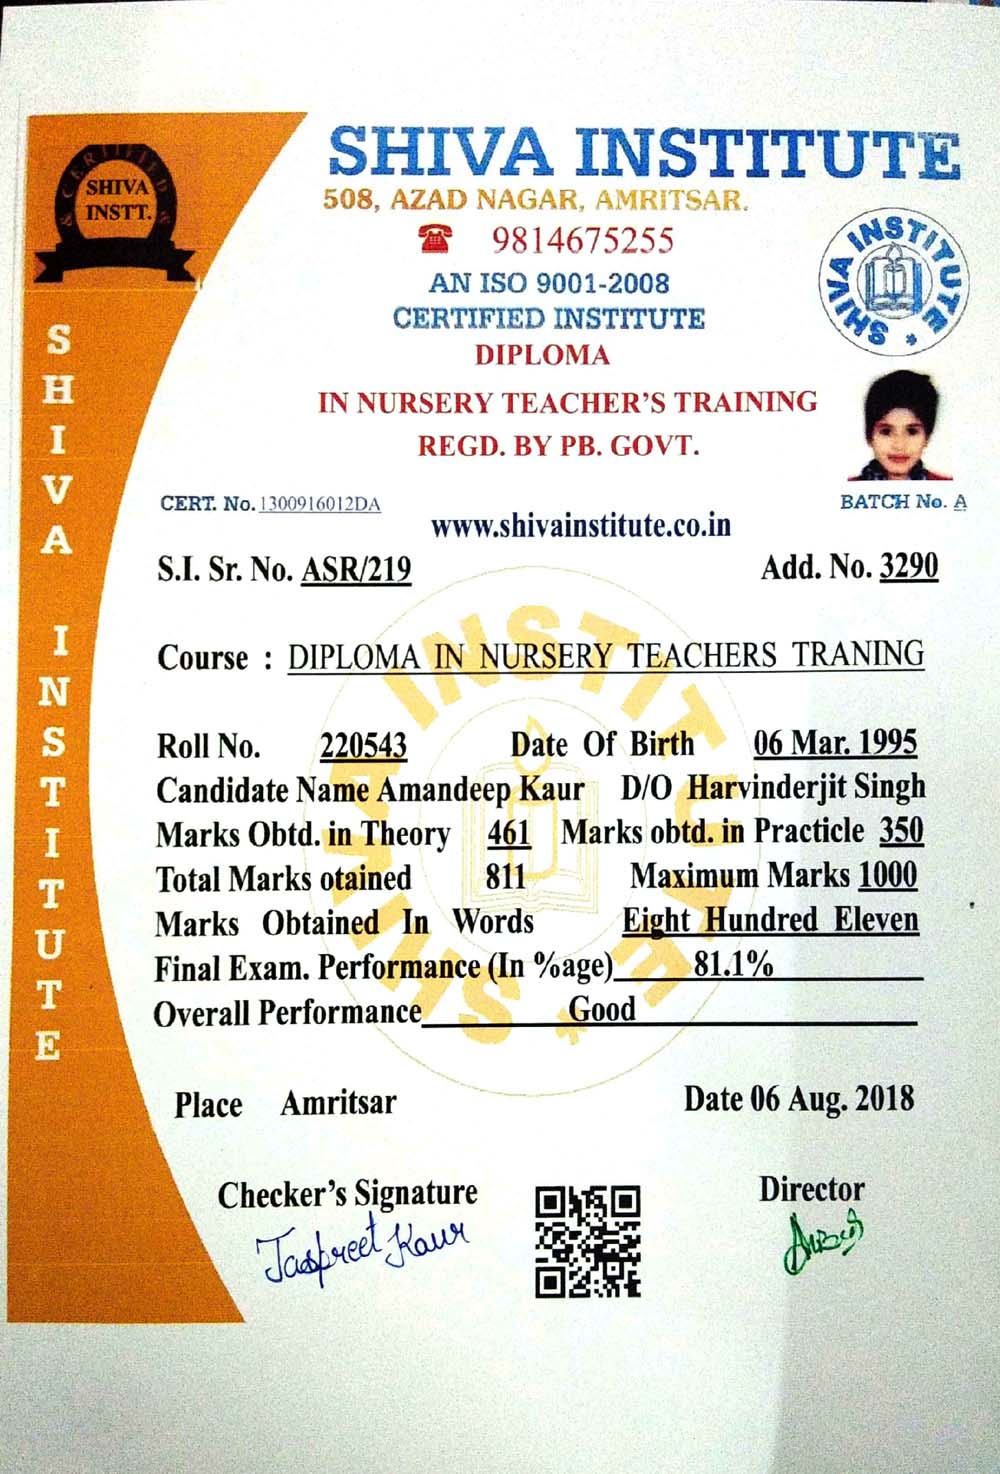 SHIVA INSTITUTE
508, AZAD NAGAR, AMRITSAR.
9814675255
AN ISO 9001-2008
CERTIFIED INSTITUTE
DIPLOMA
IN NURSERY TEACHER'S TRAINING
REGD. BY PB. GOVT.
CERTIFIED
SHIVA
INSTT.
SHIVA INSTITUTE
SHIVA INSTITUTE *
CERT. No. 1300916012DA
BATCH No. A
www.shivainstitute.co.in
S.I. Sr. No. ASR/219 Add. No. 3290
Course : DIPLOMA IN NURSERY TEACHERS TRANING
Roll No. 220543 Date Of Birth 06 Mar. 1995
Candidate Name Amandeep Kaur D/O Harvinderjit Singh
Marks Obtd. in Theory 461 Marks obtd. in Practicle 350
Total Marks otained 811 Maximum Marks 1000
Marks Obtained In Words Eight Hundred Eleven
Final Exam. Performance (In %age) 81.1%
Overall Performance Good
SHIVA INSTITUTE *
Place Amritsar Date 06 Aug. 2018
Checker's Signature Director
Jaspreet Kaur